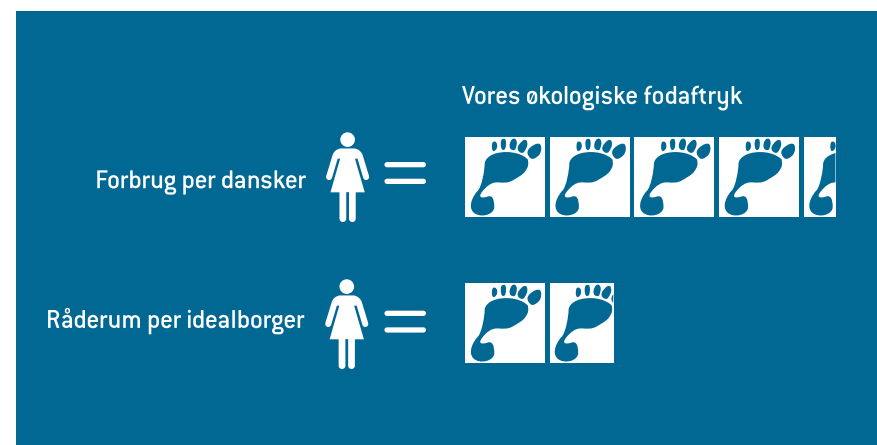 Vores økologiske fodaftryk
Forbrug per dansker
=
Råderum per idealborger
=